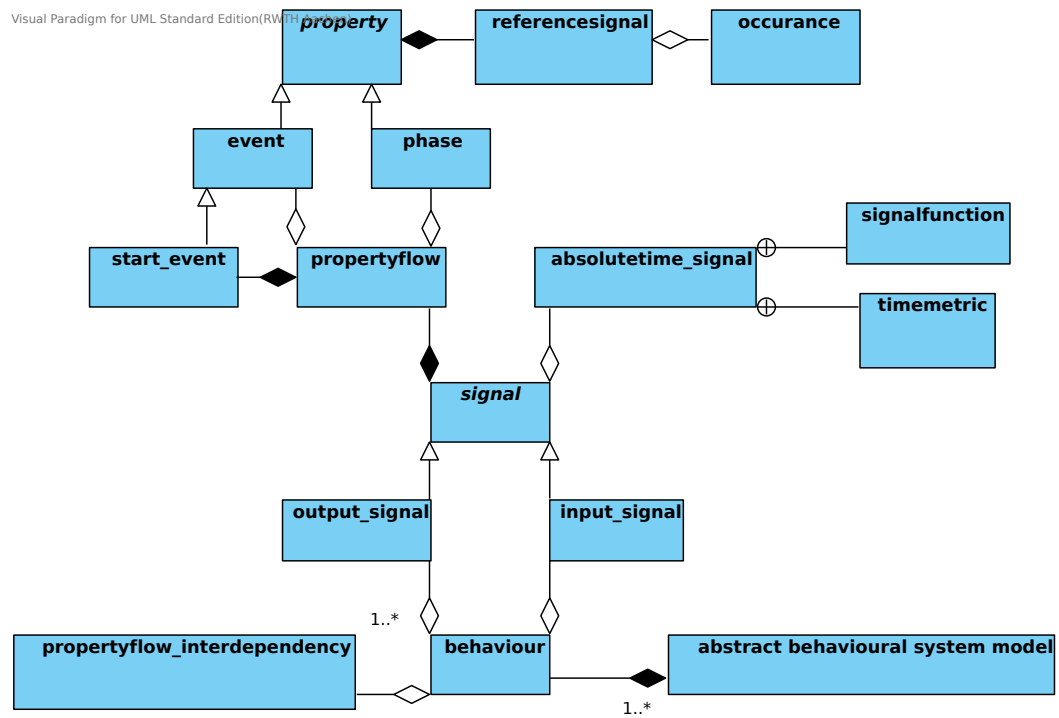 Visual Paradigm for UML Standard Edition(RWTH Aachen)
property
referencesignal
occurance
event
phase
signalfunction
start_event
propertyflow
absolutetime_signal
timemetric
signal
output_signal
input_signal
1..*
propertyflow_interdependency
behaviour
abstract behavioural system model
1..*